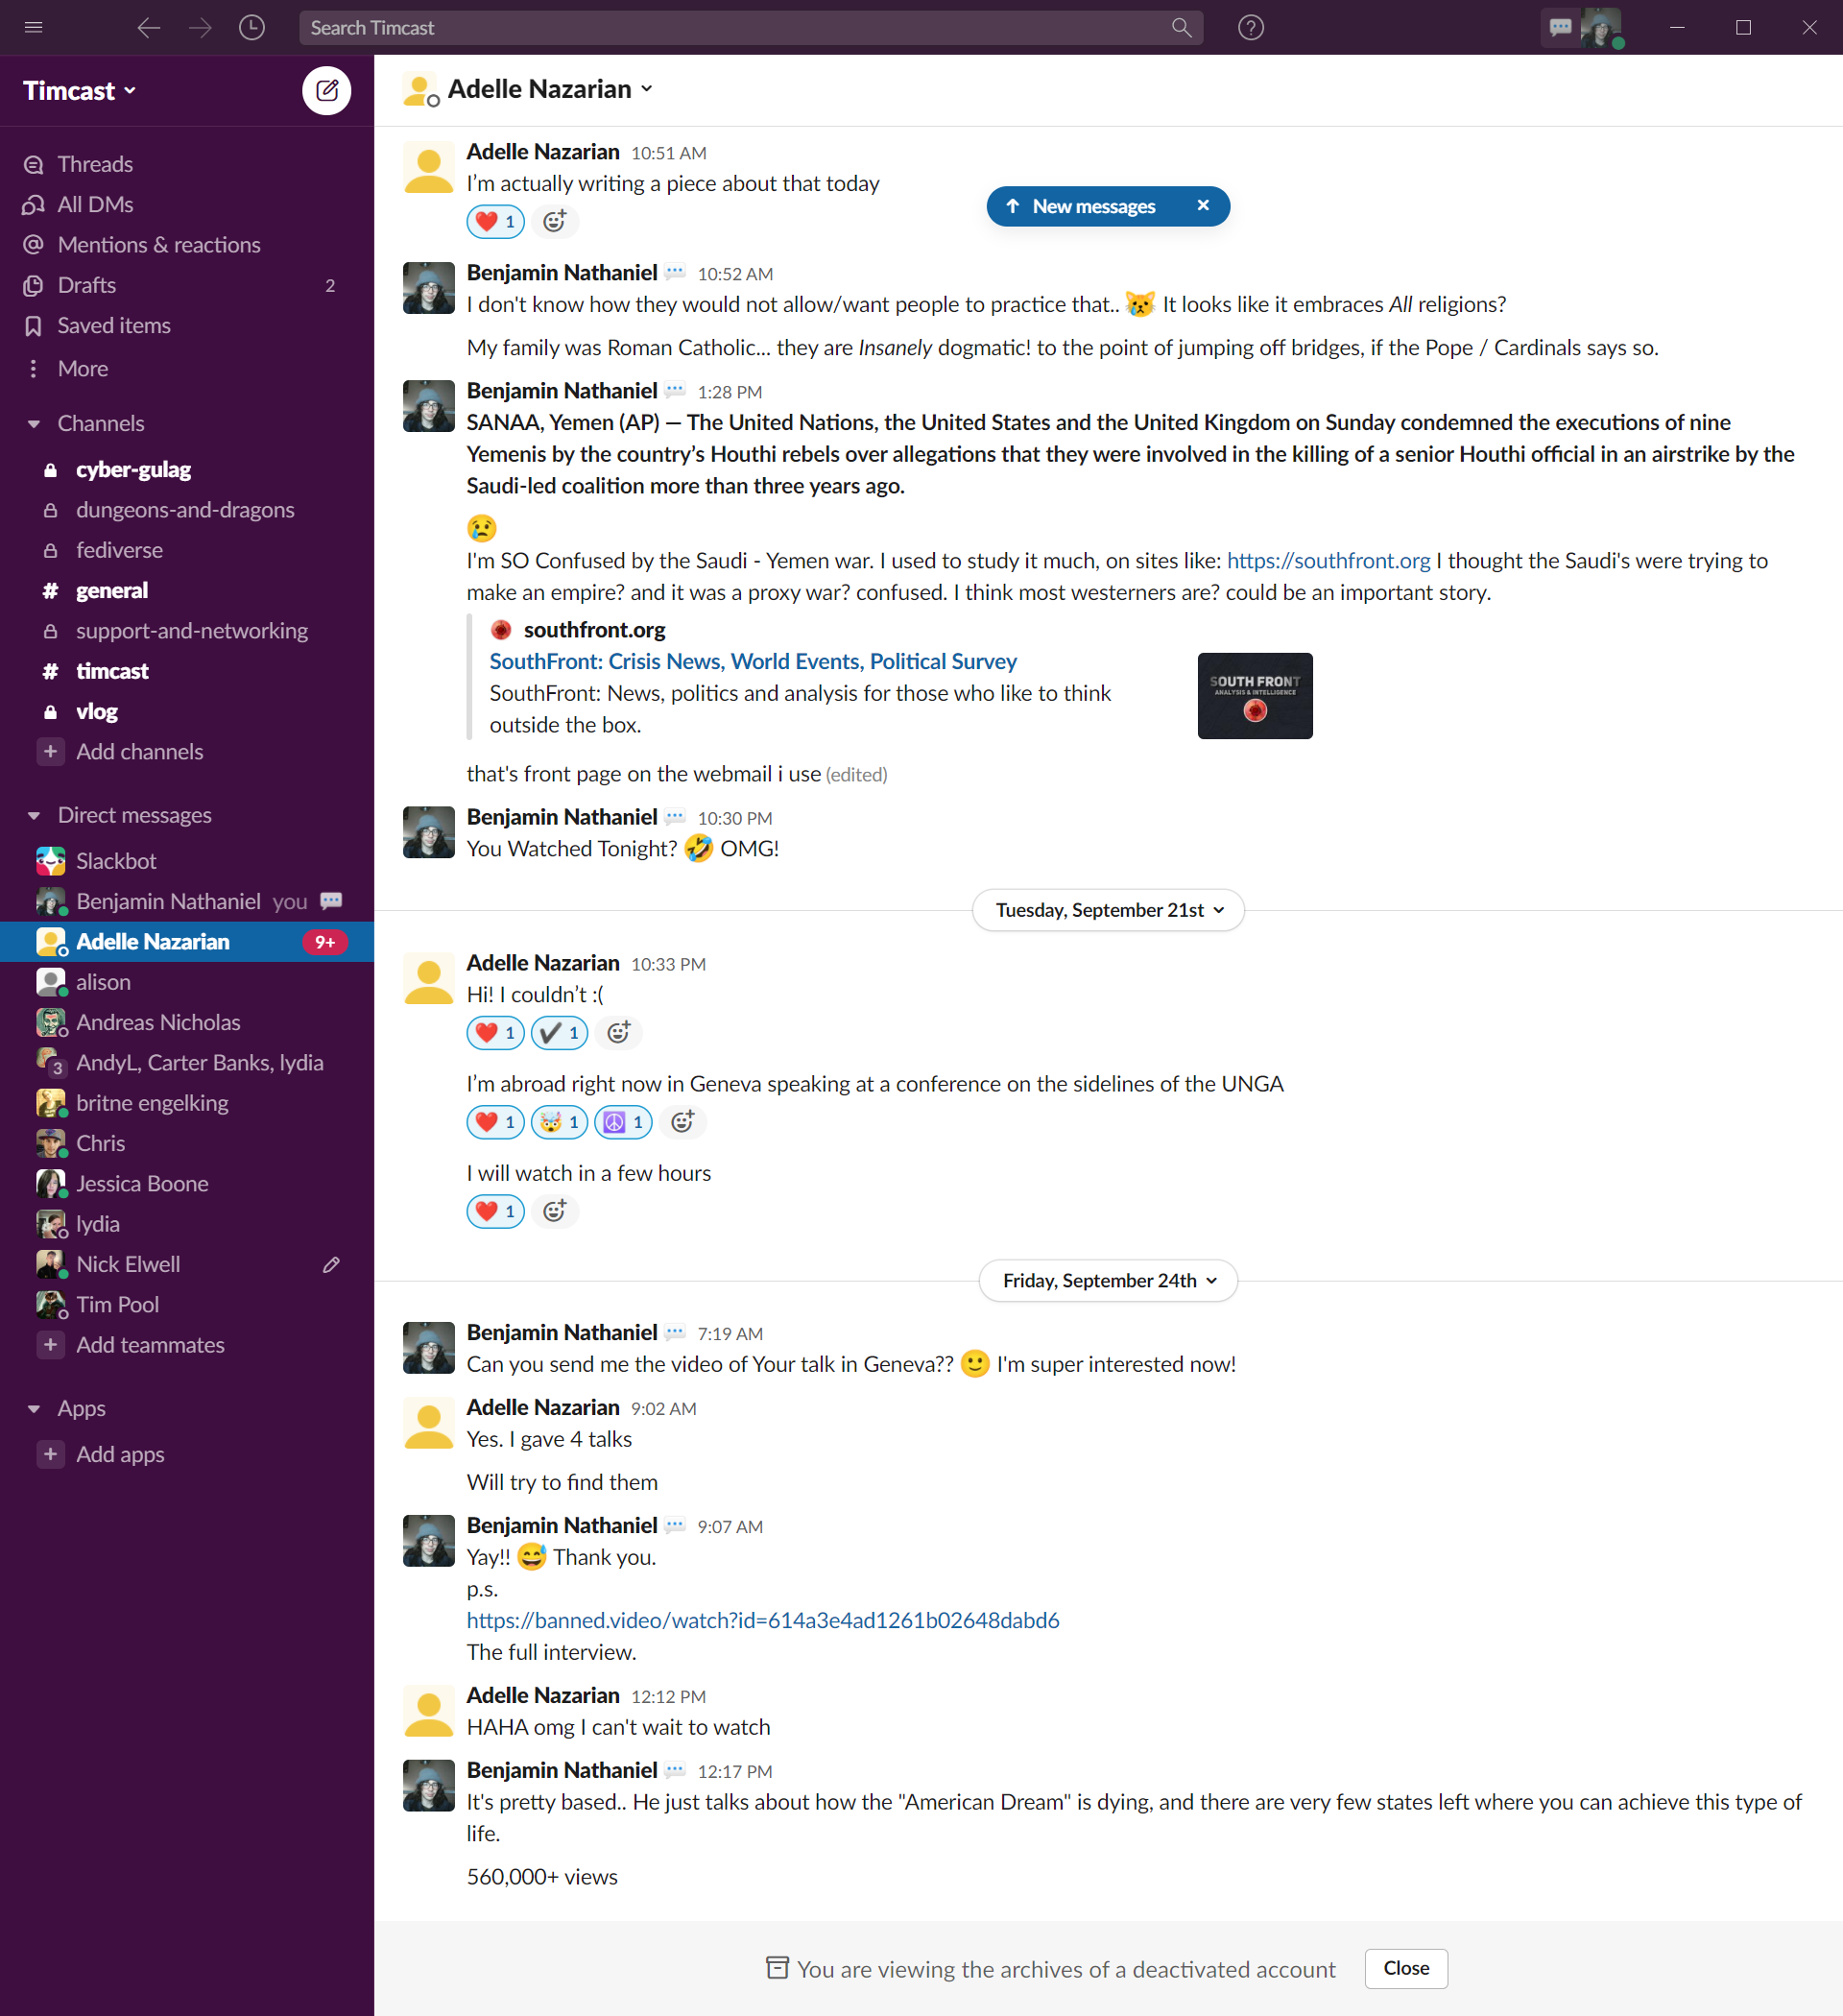 Search Timcast
Timcast
Threads
All DMs
Mentions & reactions
Drafts 2
Saved items
More
Channels
cyber-gulag
dungeons-and-dragons
fediverse
# general
support-and-networking
# timcast
vlog
+ Add channels
Direct messages
Slackbot
Benjamin Nathaniel you
Adelle Nazarian 9+
alison
Andreas Nicholas
3 AndyL, Carter Banks, lydia
britne engelking
Chris
Jessica Boone
lydia
Nick Elwell
Tim Pool
+ Add teammates
Apps
+ Add apps
Adelle Nazarian
Adelle Nazarian 10:51 AM
I’m actually writing a piece about that today
↑ New messages ×
❤️ 1
Benjamin Nathaniel 💬 10:52 AM
I don't know how they would not allow/want people to practice that.. 😿 It looks like it embraces All religions?
My family was Roman Catholic... they are Insanely dogmatic! to the point of jumping off bridges, if the Pope / Cardinals says so.
Benjamin Nathaniel 💬 1:28 PM
SANAA, Yemen (AP) — The United Nations, the United States and the United Kingdom on Sunday condemned the executions of nine
Yemenis by the country’s Houthi rebels over allegations that they were involved in the killing of a senior Houthi official in an airstrike by the
Saudi-led coalition more than three years ago.
😢
I'm SO Confused by the Saudi - Yemen war. I used to study it much, on sites like: https://southfront.org I thought the Saudi's were trying to
make an empire? and it was a proxy war? confused. I think most westerners are? could be an important story.
southfront.org
SouthFront: Crisis News, World Events, Political Survey
SouthFront: News, politics and analysis for those who like to think
outside the box.
SOUTH FRONT
ANALYSIS & INTELLIGENCE
that's front page on the webmail i use (edited)
Benjamin Nathaniel 💬 10:30 PM
You Watched Tonight? 🤣 OMG!
Tuesday, September 21st
Adelle Nazarian 10:33 PM
Hi! I couldn’t :(
❤️ 1 ✔️ 1
I’m abroad right now in Geneva speaking at a conference on the sidelines of the UNGA
❤️ 1 🤯 1 ☮️ 1
I will watch in a few hours
❤️ 1
Friday, September 24th
Benjamin Nathaniel 💬 7:19 AM
Can you send me the video of Your talk in Geneva?? 🙂 I'm super interested now!
Adelle Nazarian 9:02 AM
Yes. I gave 4 talks
Will try to find them
Benjamin Nathaniel 💬 9:07 AM
Yay!! 😅 Thank you.
p.s.
https://banned.video/watch?id=614a3e4ad1261b02648dabd6
The full interview.
Adelle Nazarian 12:12 PM
HAHA omg I can't wait to watch
Benjamin Nathaniel 💬 12:17 PM
It's pretty based.. He just talks about how the "American Dream" is dying, and there are very few states left where you can achieve this type of
life.
560,000+ views
You are viewing the archives of a deactivated account
Close